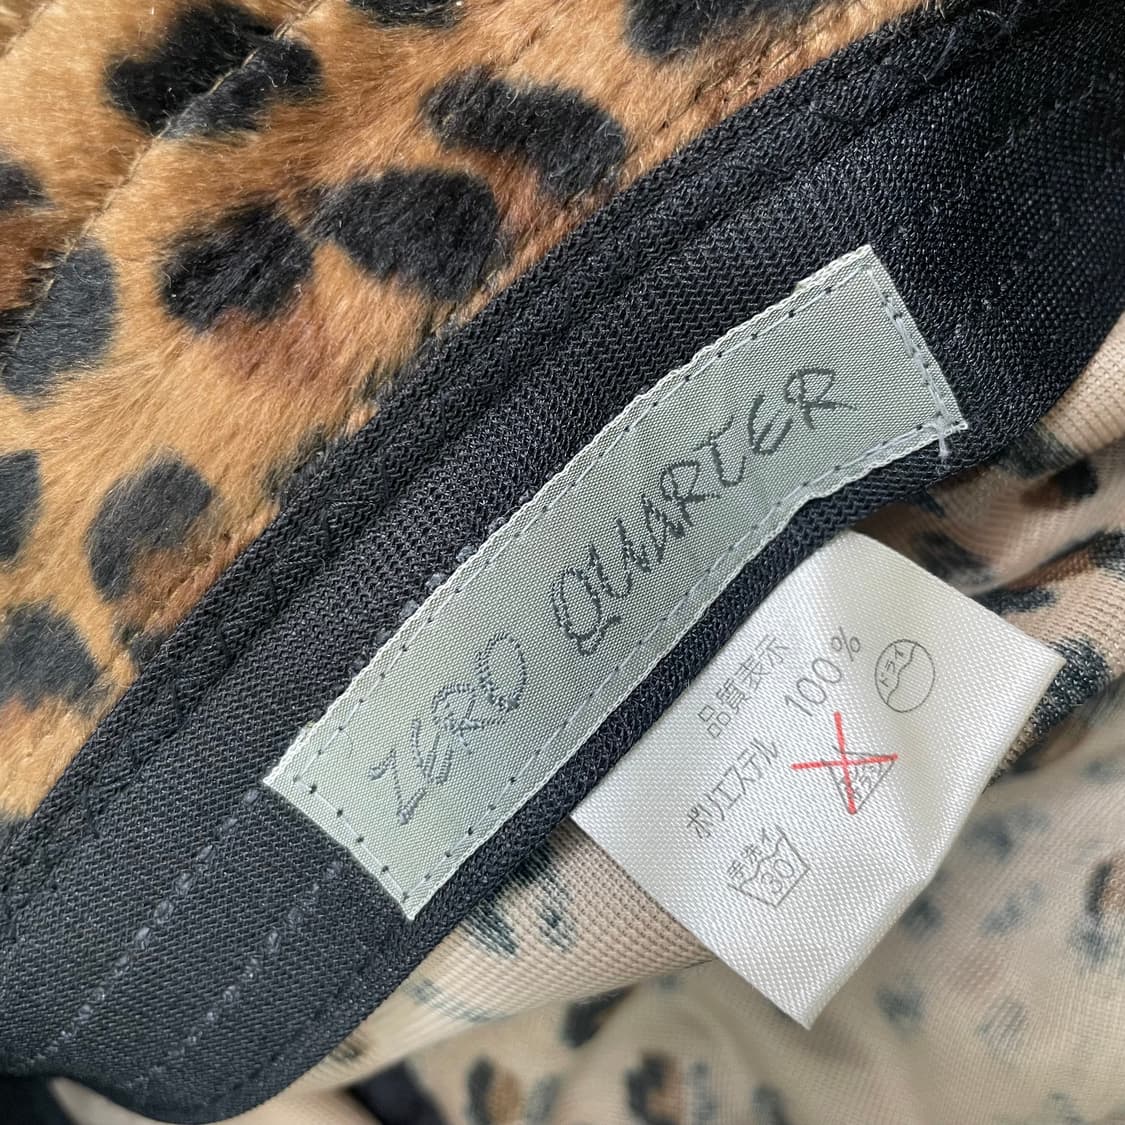 ZERO QUARTER
品質表示
ポリエステル 100%
手洗イ
30
ドライ